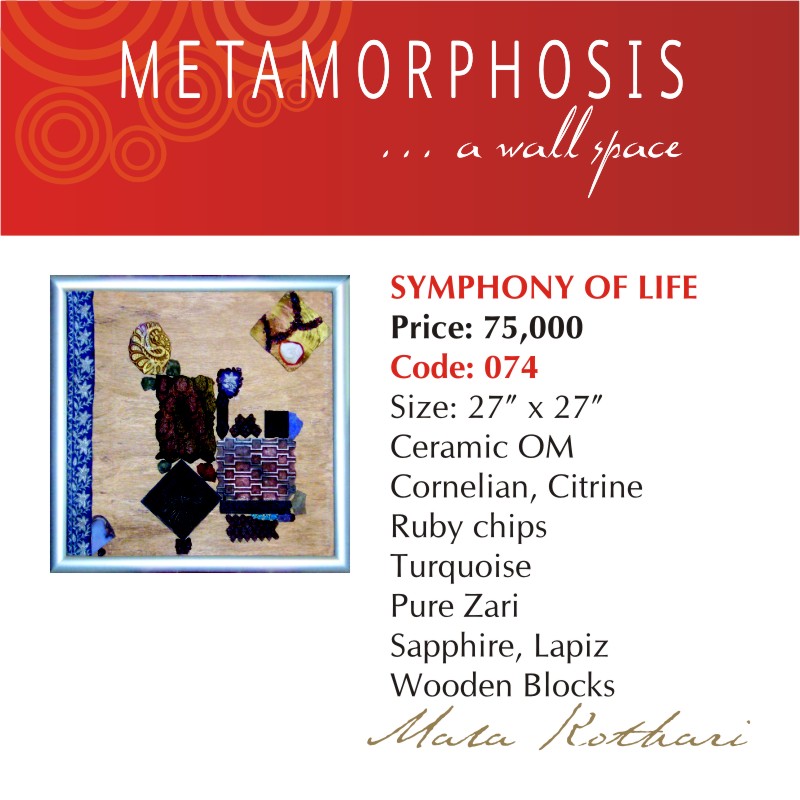 METAMORPHOSIS
... a wall space
SYMPHONY OF LIFE
Price: 75,000
Code: 074
Size: 27” x 27”
Ceramic OM
Cornelian, Citrine
Ruby chips
Turquoise
Pure Zari
Sapphire, Lapiz
Wooden Blocks
Mala Kothari